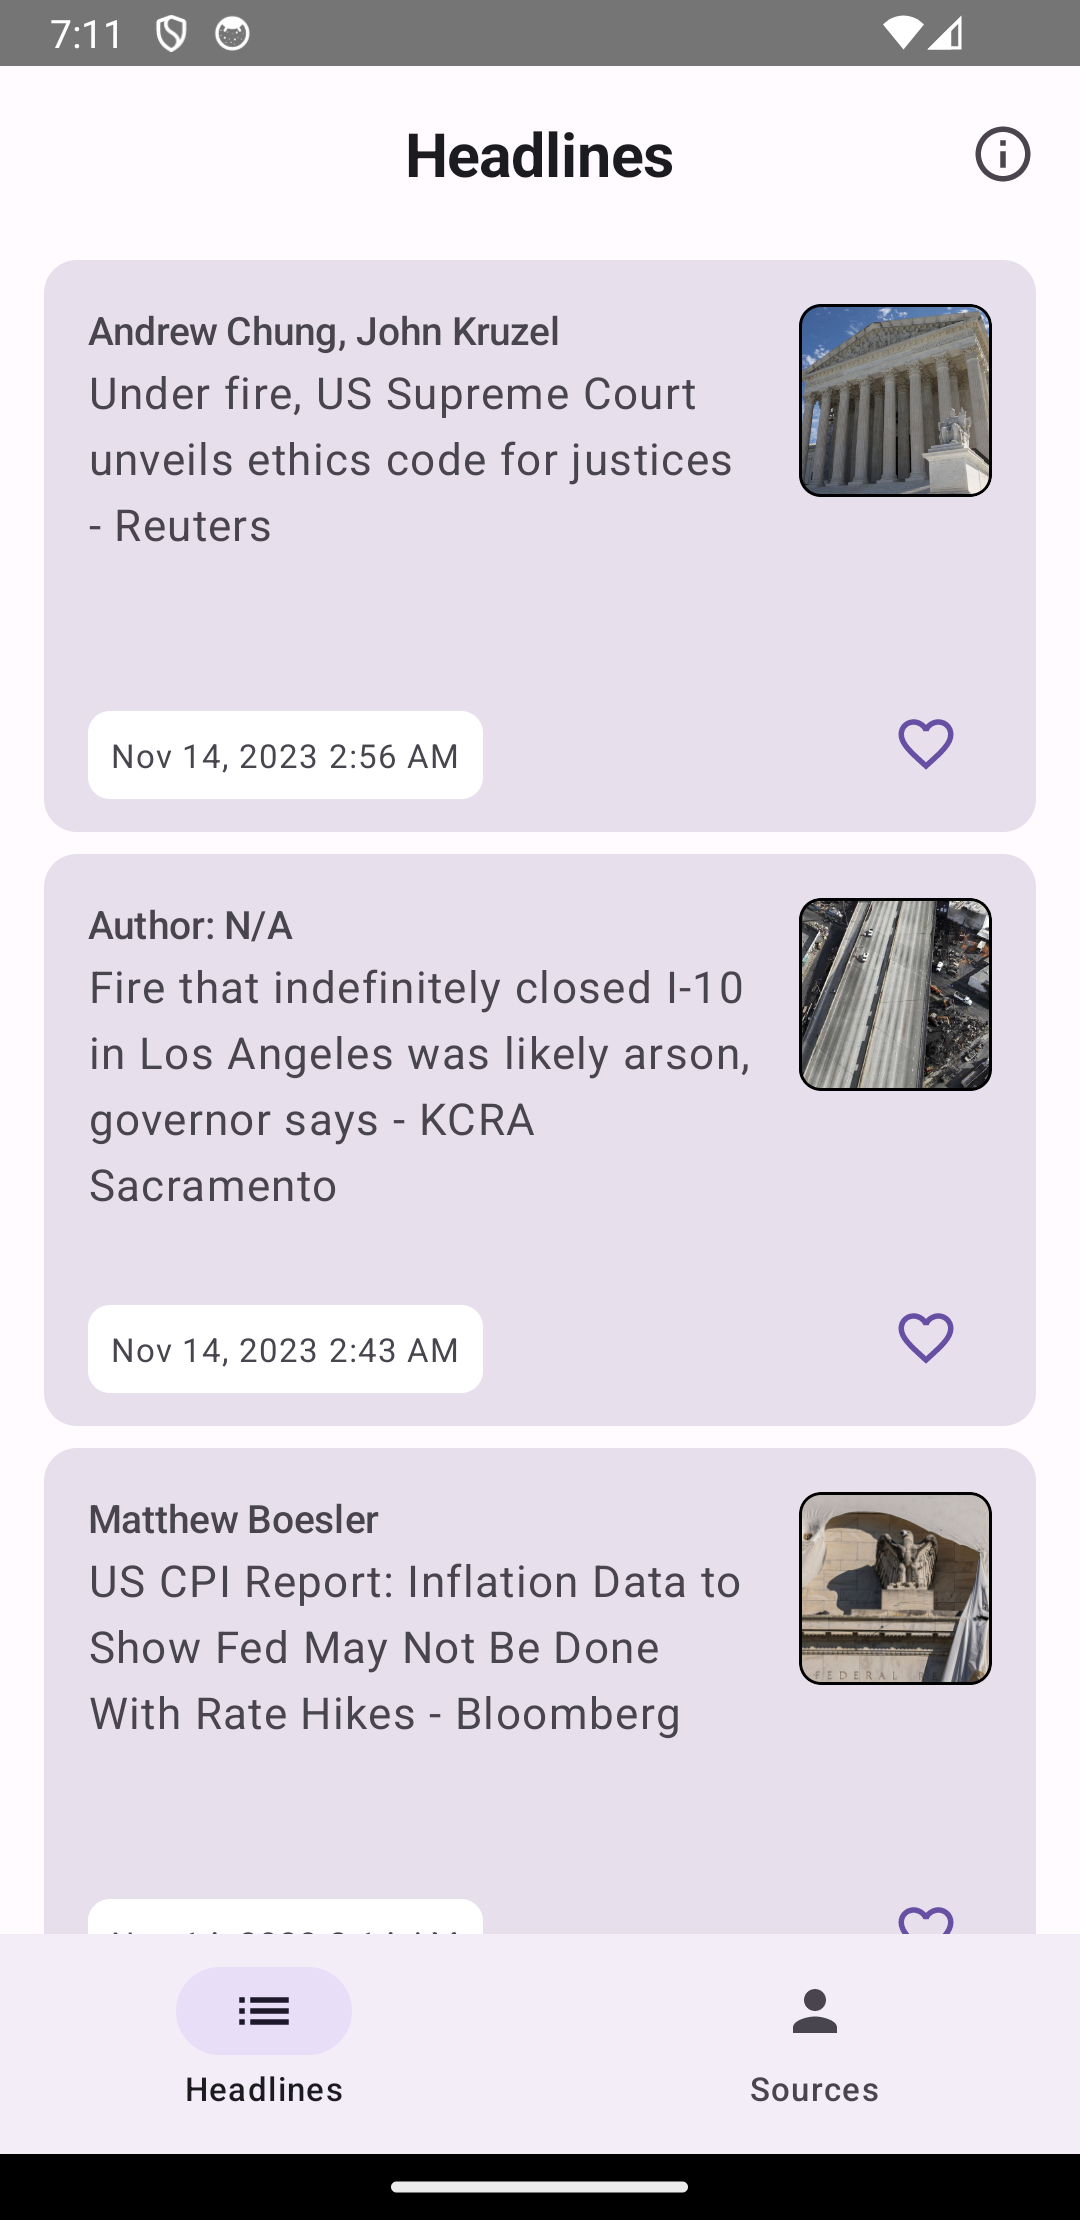 7:11
Headlines
Andrew Chung, John Kruzel
Under fire, US Supreme Court
unveils ethics code for justices
- Reuters
Nov 14, 2023 2:56 AM
Author: N/A
Fire that indefinitely closed I-10
in Los Angeles was likely arson,
governor says - KCRA
Sacramento
Nov 14, 2023 2:43 AM
Matthew Boesler
US CPI Report: Inflation Data to
Show Fed May Not Be Done
With Rate Hikes - Bloomberg
FEDERAL
Headlines
Sources